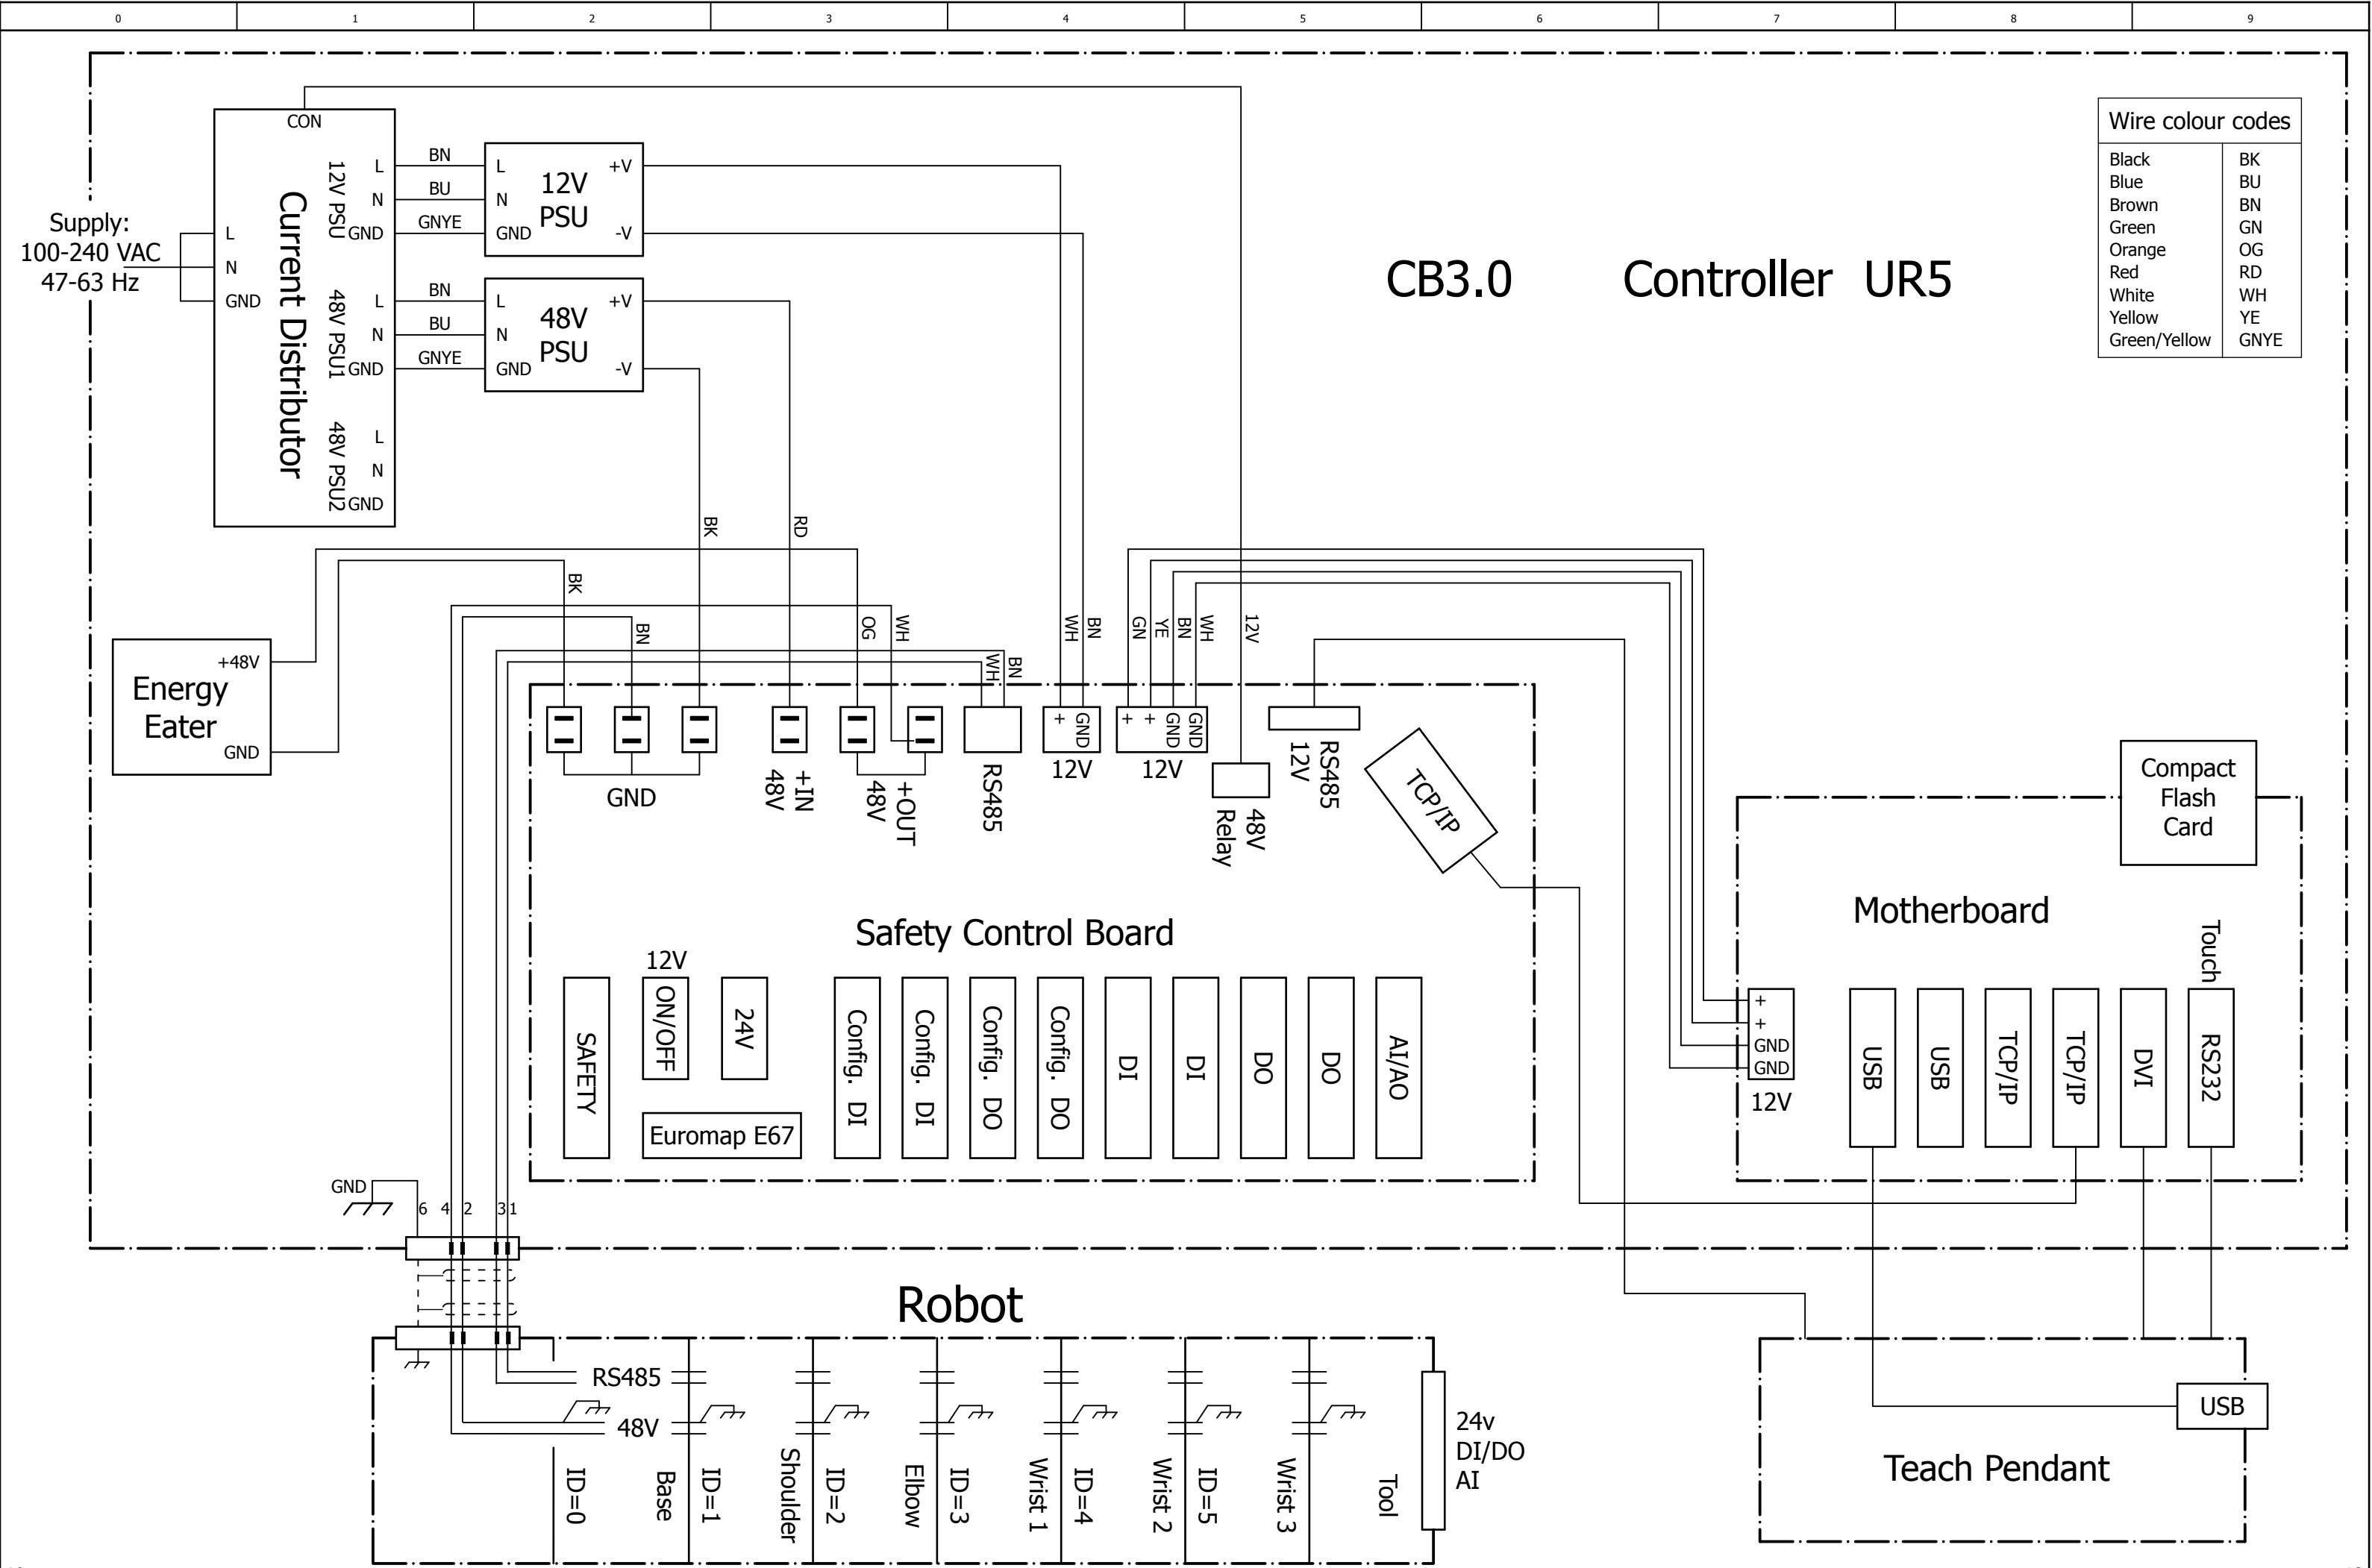 0 1 2 3 4 5 6 7 8 9
CON
Supply:
100-240 VAC
47-63 Hz
L
N
GND
Current Distributor
12V PSU
L
N
GND
48V PSU1
L
N
GND
48V PSU2
L
N
GND
BN
BU
GNYE
BN
BU
GNYE
L
N
GND
12V
PSU
+V
-V
L
N
GND
48V
PSU
+V
-V
CB3.0 Controller UR5
Wire colour codes
Black BK
Blue BU
Brown BN
Green GN
Orange OG
Red RD
White WH
Yellow YE
Green/Yellow GNYE
BK
RD
BK
BN
OG
WH
WH
BN
WH
BN
GN
YE
BN
WH
12V
Energy
Eater
+48V
GND
GND
+IN
48V
+OUT
48V
RS485
+
GND
12V
+
+
GND
GND
12V
48V
Relay
RS485
12V
TCP/IP
Safety Control Board
SAFETY
12V
ON/OFF
24V
Euromap E67
Config. DI
Config. DI
Config. DO
Config. DO
DI
DI
DO
DO
AI/AO
Compact
Flash
Card
Motherboard
Touch
+
+
GND
GND
12V
USB
USB
TCP/IP
TCP/IP
DVI
RS232
GND
6 4 2 3 1
Robot
RS485
48V
ID=0
Base
ID=1
Shoulder
ID=2
Elbow
ID=3
Wrist 1
ID=4
Wrist 2
ID=5
Wrist 3
Tool
24v
DI/DO
AI
USB
Teach Pendant